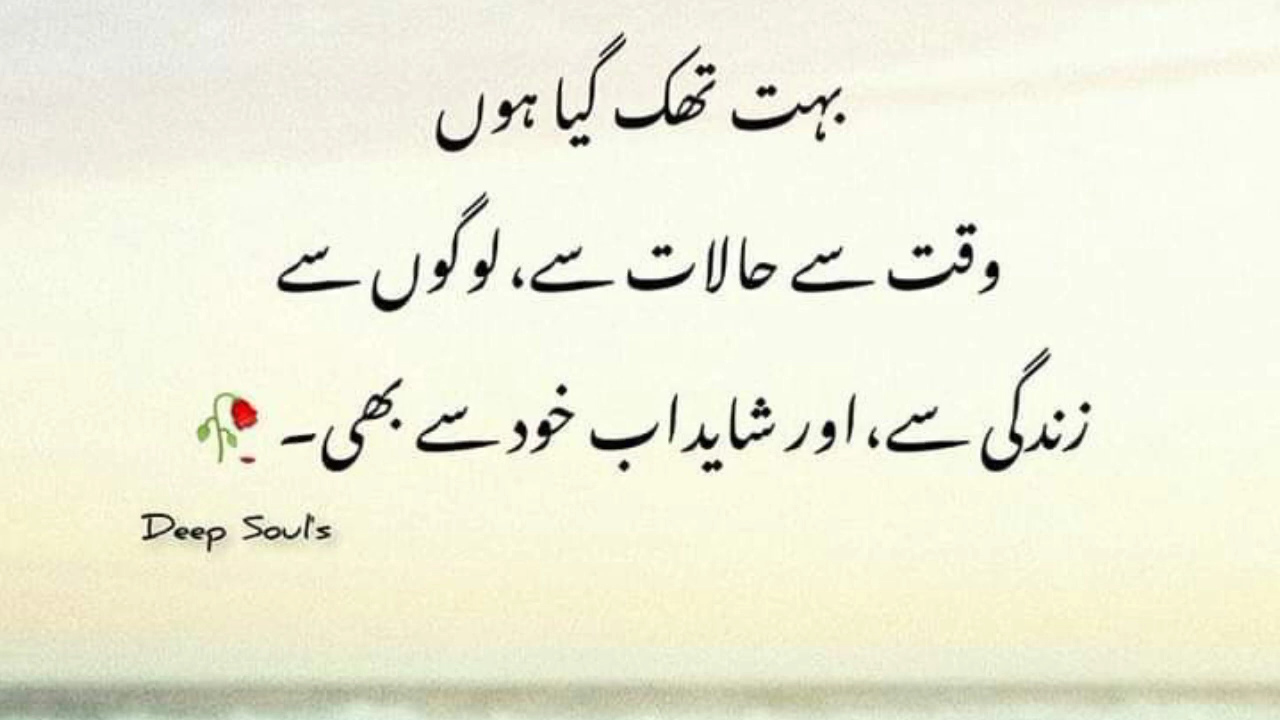 بہت تھک گیا ہوں
وقت سے حالات سے، لوگوں سے
زندگی سے، اور شاید اب خود سے بھی۔ 🥀
Deep Soul's